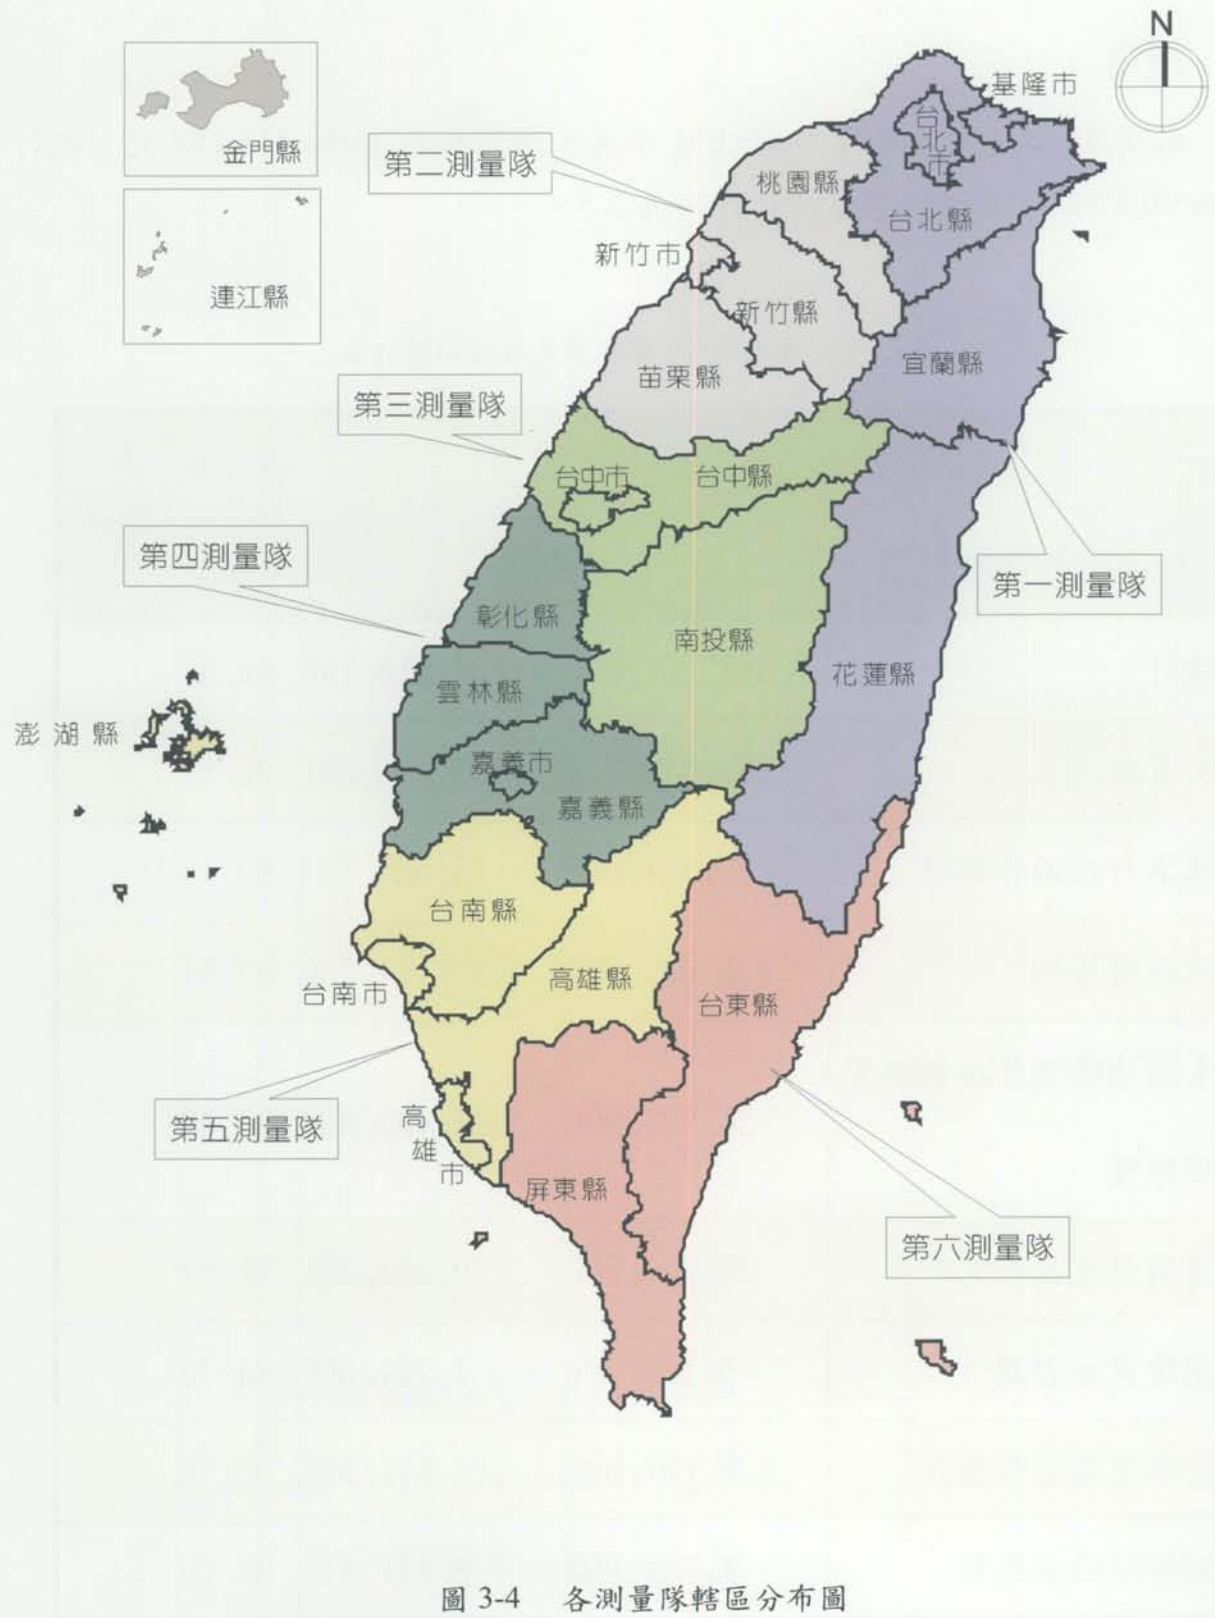 N
基隆市
台北市
金門縣
第二測量隊
桃園縣
台北縣
新竹市
連江縣
新竹縣
宜蘭縣
苗栗縣
第三測量隊
台中市
台中縣
第四測量隊
第一測量隊
彰化縣
南投縣
花蓮縣
雲林縣
澎湖縣
嘉義市
嘉義縣
台南縣
高雄縣
台南市
台東縣
第五測量隊
高雄市
屏東縣
第六測量隊
圖 3-4 各測量隊轄區分布圖